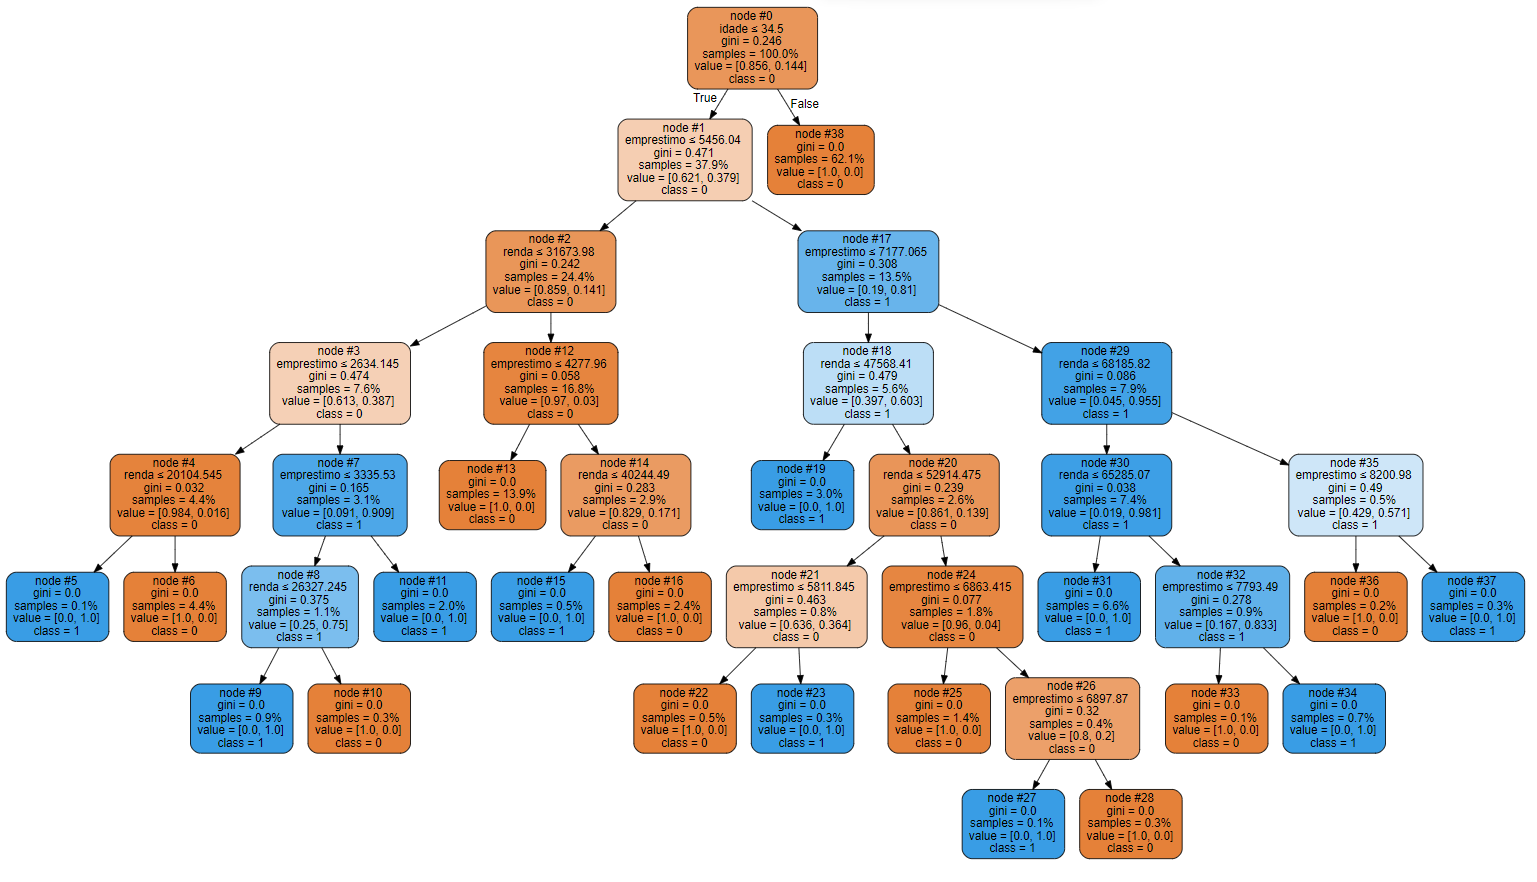 node #0
idade ≤ 34.5
gini = 0.246
samples = 100.0%
value = [0.856, 0.144]
class = 0
True
False
node #1
emprestimo ≤ 5456.04
gini = 0.471
samples = 37.9%
value = [0.621, 0.379]
class = 0
node #38
gini = 0.0
samples = 62.1%
value = [1.0, 0.0]
class = 0
node #2
renda ≤ 31673.98
gini = 0.242
samples = 24.4%
value = [0.859, 0.141]
class = 0
node #17
emprestimo ≤ 7177.065
gini = 0.308
samples = 13.5%
value = [0.19, 0.81]
class = 1
node #3
emprestimo ≤ 2634.145
gini = 0.474
samples = 7.6%
value = [0.613, 0.387]
class = 0
node #12
emprestimo ≤ 4277.96
gini = 0.058
samples = 16.8%
value = [0.97, 0.03]
class = 0
node #18
renda ≤ 47568.41
gini = 0.479
samples = 5.6%
value = [0.397, 0.603]
class = 1
node #29
renda ≤ 68185.82
gini = 0.086
samples = 7.9%
value = [0.045, 0.955]
class = 1
node #4
renda ≤ 20104.545
gini = 0.032
samples = 4.4%
value = [0.984, 0.016]
class = 0
node #7
emprestimo ≤ 3335.53
gini = 0.165
samples = 3.1%
value = [0.091, 0.909]
class = 1
node #13
gini = 0.0
samples = 13.9%
value = [1.0, 0.0]
class = 0
node #14
renda ≤ 40244.49
gini = 0.283
samples = 2.9%
value = [0.829, 0.171]
class = 0
node #19
gini = 0.0
samples = 3.0%
value = [0.0, 1.0]
class = 1
node #20
renda ≤ 52914.475
gini = 0.239
samples = 2.6%
value = [0.861, 0.139]
class = 0
node #30
renda ≤ 65285.07
gini = 0.038
samples = 7.4%
value = [0.019, 0.981]
class = 1
node #35
emprestimo ≤ 8200.98
gini = 0.49
samples = 0.5%
value = [0.429, 0.571]
class = 1
node #5
gini = 0.0
samples = 0.1%
value = [0.0, 1.0]
class = 1
node #6
gini = 0.0
samples = 4.4%
value = [1.0, 0.0]
class = 0
node #8
renda ≤ 26327.245
gini = 0.375
samples = 1.1%
value = [0.25, 0.75]
class = 1
node #11
gini = 0.0
samples = 2.0%
value = [0.0, 1.0]
class = 1
node #15
gini = 0.0
samples = 0.5%
value = [0.0, 1.0]
class = 1
node #16
gini = 0.0
samples = 2.4%
value = [1.0, 0.0]
class = 0
node #21
emprestimo ≤ 5811.845
gini = 0.463
samples = 0.8%
value = [0.636, 0.364]
class = 0
node #24
emprestimo ≤ 6863.415
gini = 0.077
samples = 1.8%
value = [0.96, 0.04]
class = 0
node #31
gini = 0.0
samples = 6.6%
value = [0.0, 1.0]
class = 1
node #32
emprestimo ≤ 7793.49
gini = 0.278
samples = 0.9%
value = [0.167, 0.833]
class = 1
node #36
gini = 0.0
samples = 0.2%
value = [1.0, 0.0]
class = 0
node #37
gini = 0.0
samples = 0.3%
value = [0.0, 1.0]
class = 1
node #9
gini = 0.0
samples = 0.9%
value = [0.0, 1.0]
class = 1
node #10
gini = 0.0
samples = 0.3%
value = [1.0, 0.0]
class = 0
node #22
gini = 0.0
samples = 0.5%
value = [1.0, 0.0]
class = 0
node #23
gini = 0.0
samples = 0.3%
value = [0.0, 1.0]
class = 1
node #25
gini = 0.0
samples = 1.4%
value = [1.0, 0.0]
class = 0
node #26
emprestimo ≤ 6897.87
gini = 0.32
samples = 0.4%
value = [0.8, 0.2]
class = 0
node #33
gini = 0.0
samples = 0.1%
value = [1.0, 0.0]
class = 0
node #34
gini = 0.0
samples = 0.7%
value = [0.0, 1.0]
class = 1
node #27
gini = 0.0
samples = 0.1%
value = [0.0, 1.0]
class = 1
node #28
gini = 0.0
samples = 0.3%
value = [1.0, 0.0]
class = 0